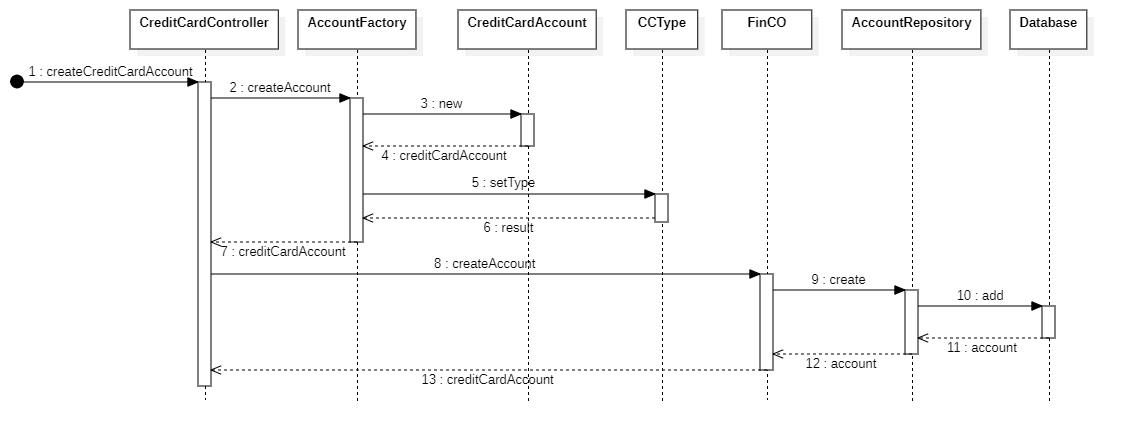 CreditCardController
AccountFactory
CreditCardAccount
CCType
FinCO
AccountRepository
Database
1 : createCreditCardAccount
2 : createAccount
3 : new
4 : creditCardAccount
5 : setType
6 : result
7 : creditCardAccount
8 : createAccount
9 : create
10 : add
11 : account
12 : account
13 : creditCardAccount